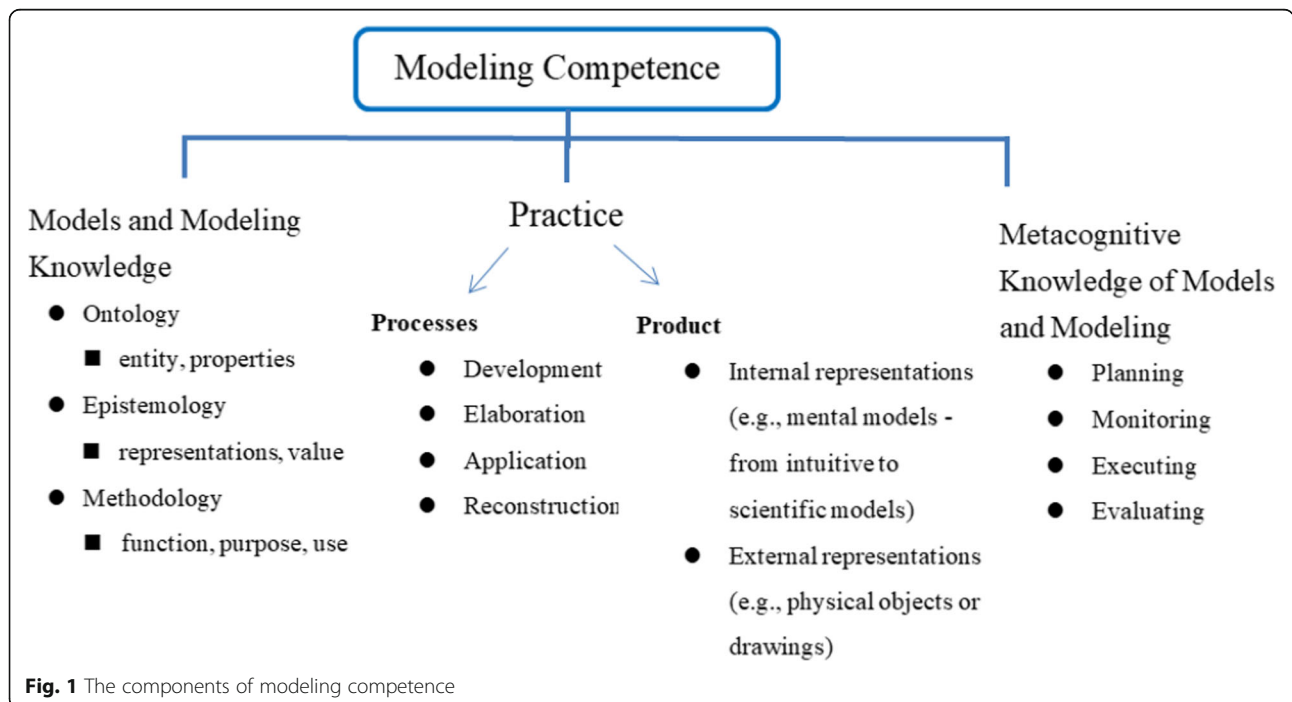 Modeling Competence
Models and Modeling
Knowledge
● Ontology
■ entity, properties
● Epistemology
■ representations, value
● Methodology
■ function, purpose, use
Practice
Processes
● Development
● Elaboration
● Application
● Reconstruction
Product
● Internal representations
(e.g., mental models -
from intuitive to
scientific models)
● External representations
(e.g., physical objects or
drawings)
Metacognitive
Knowledge of Models
and Modeling
● Planning
● Monitoring
● Executing
● Evaluating
Fig. 1 The components of modeling competence